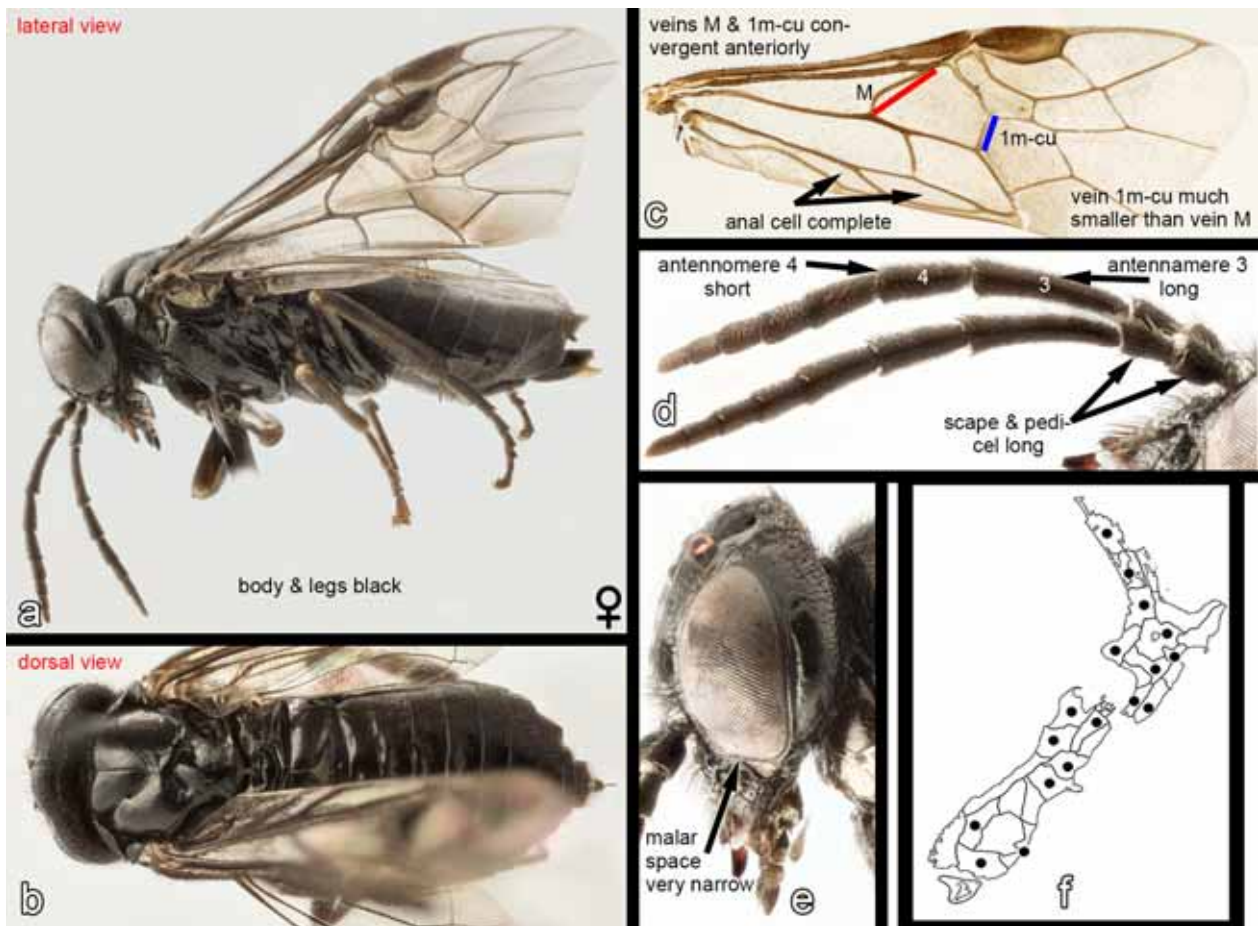 lateral view
body & legs black
a
♀
dorsal view
b
veins M & 1m-cu con-
vergent anteriorly
M
1m-cu
anal cell complete
vein 1m-cu much
smaller than vein M
c
antennomere 4
short
antennamere 3
long
4
3
scape & pedi-
cel long
d
malar
space
very narrow
e
f